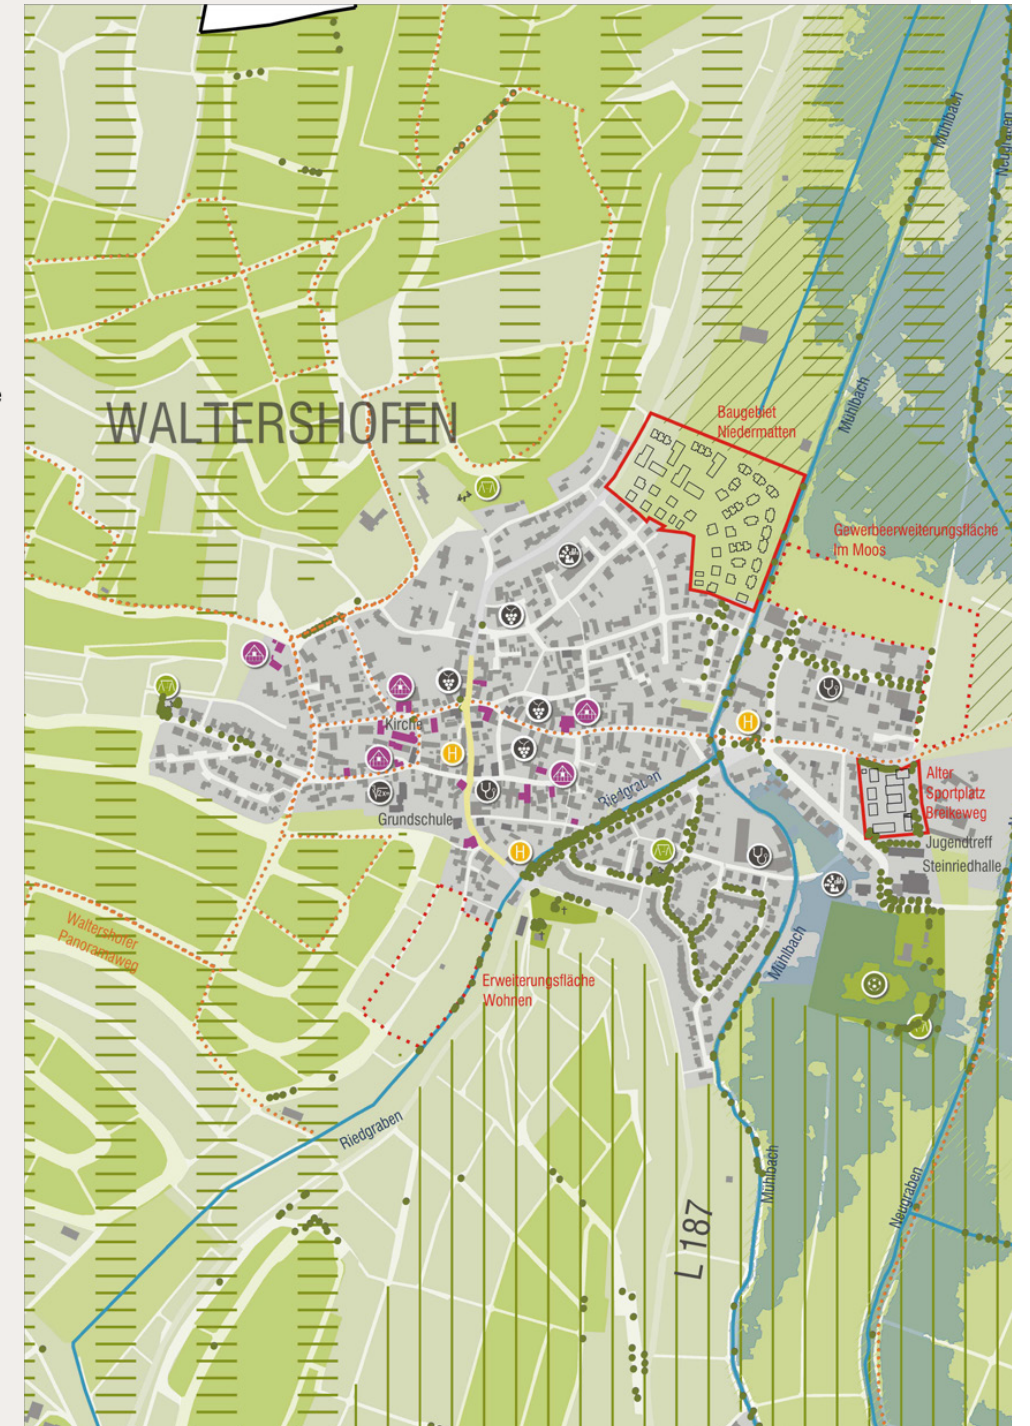 Mühlbach
Neugraben
WALTERSHOFEN
Baugebiet
Niedermatten
Mühlbach
Gewerbeerweiterungsfläche
Im Moos
Kirche
H
H
Riedgraben
Alter
Sportplatz
Breikeweg
Grundschule
Jugendtreff
Steinriedhalle
H
Waltershofer
Panoramaweg
Mühlbach
Erweiterungsfläche
Wohnen
Riedgraben
Mühlbach
Neugraben
L 187